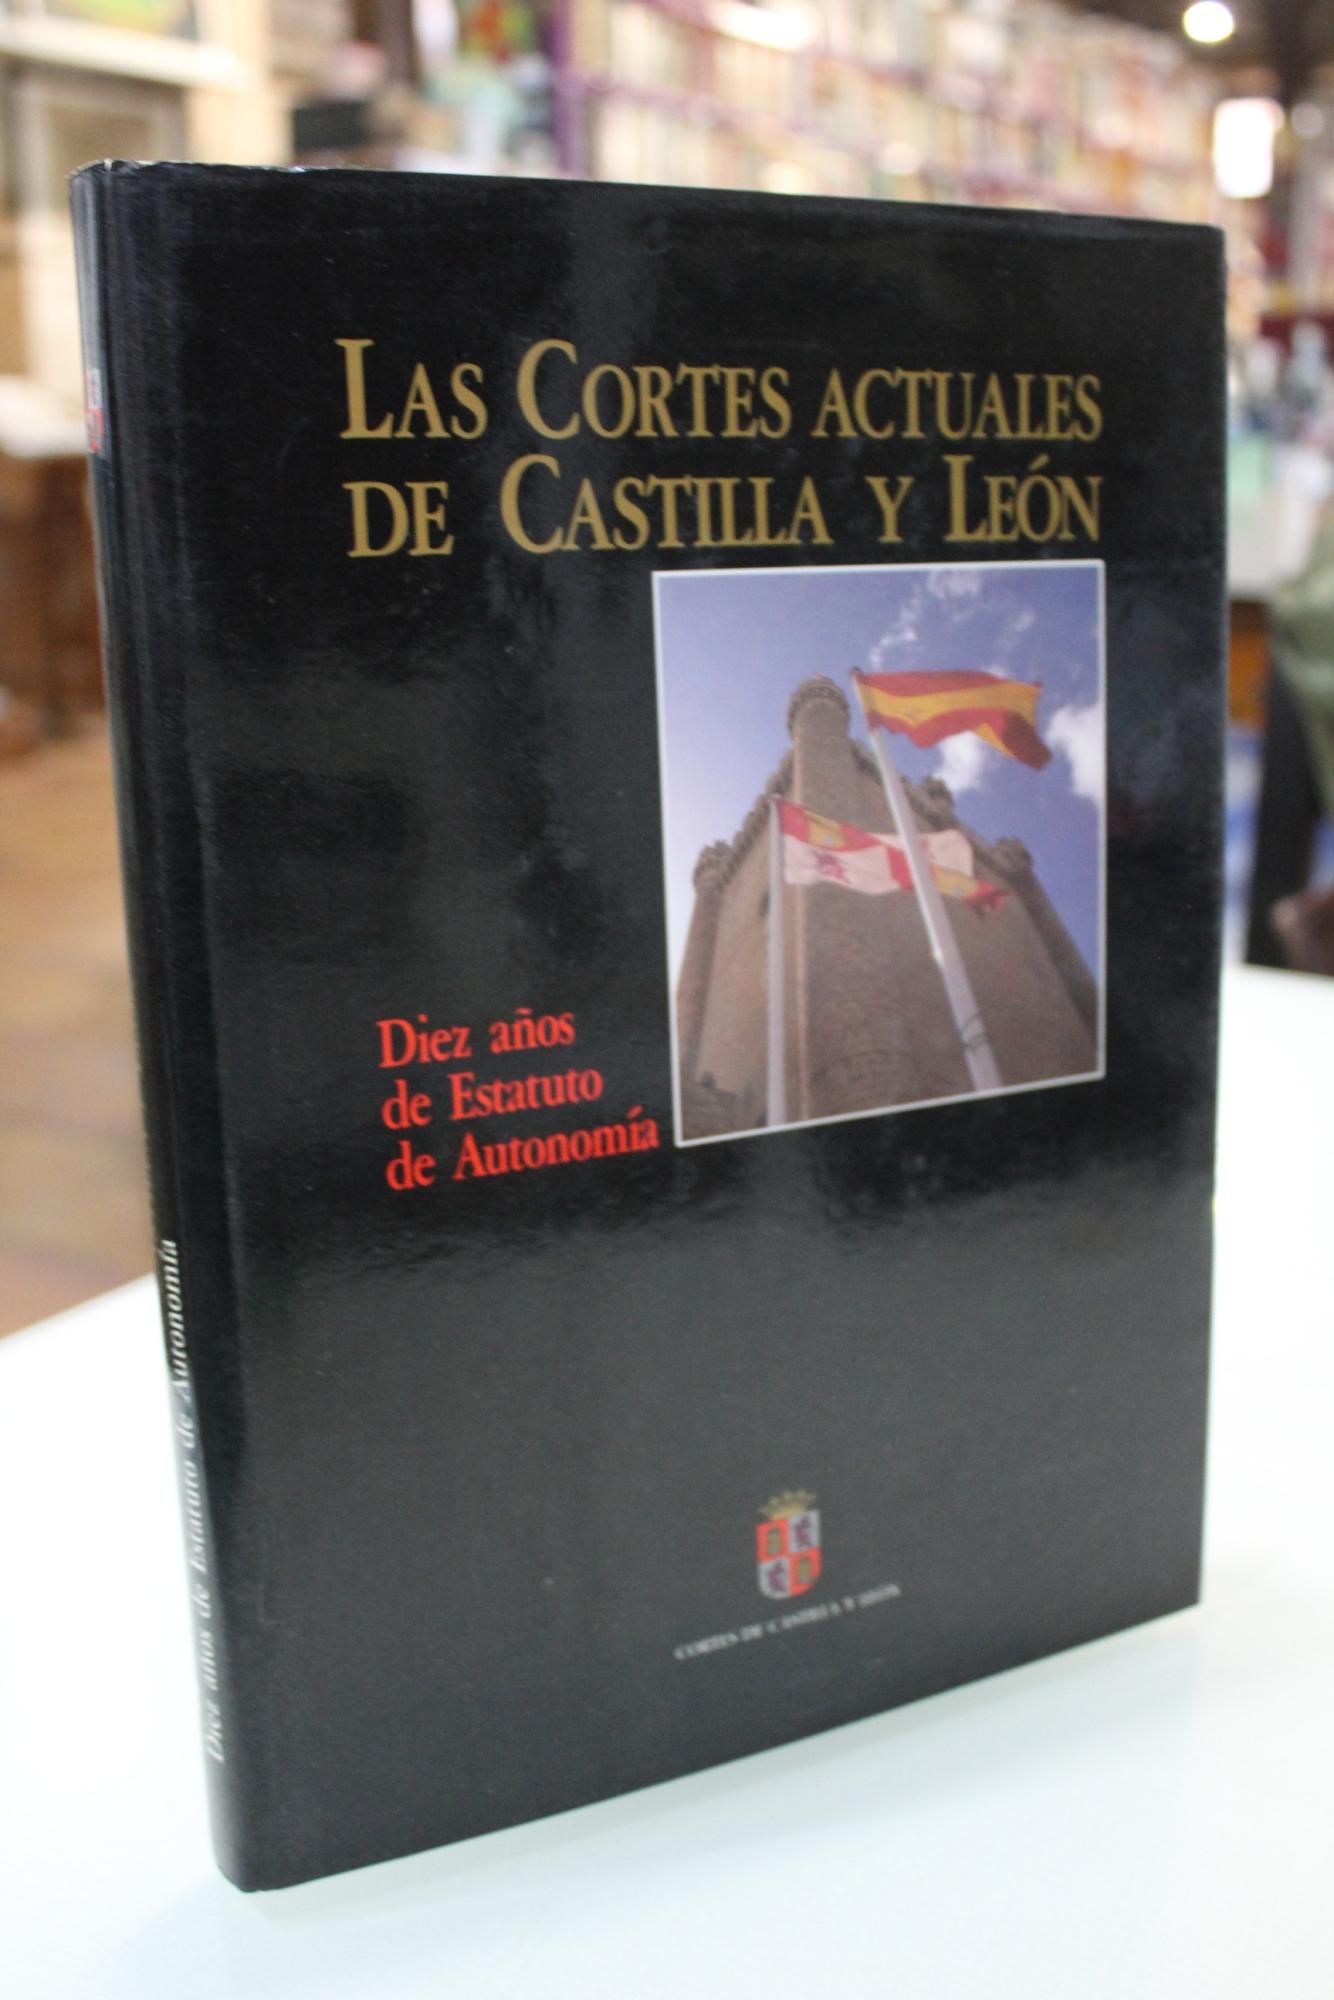 LAS CORTES ACTUALES
DE CASTILLA Y LEÓN
Diez años
de Estatuto
de Autonomía
CORTES DE CASTILLA Y LEÓN
Diez años de Estatuto de Autonomía